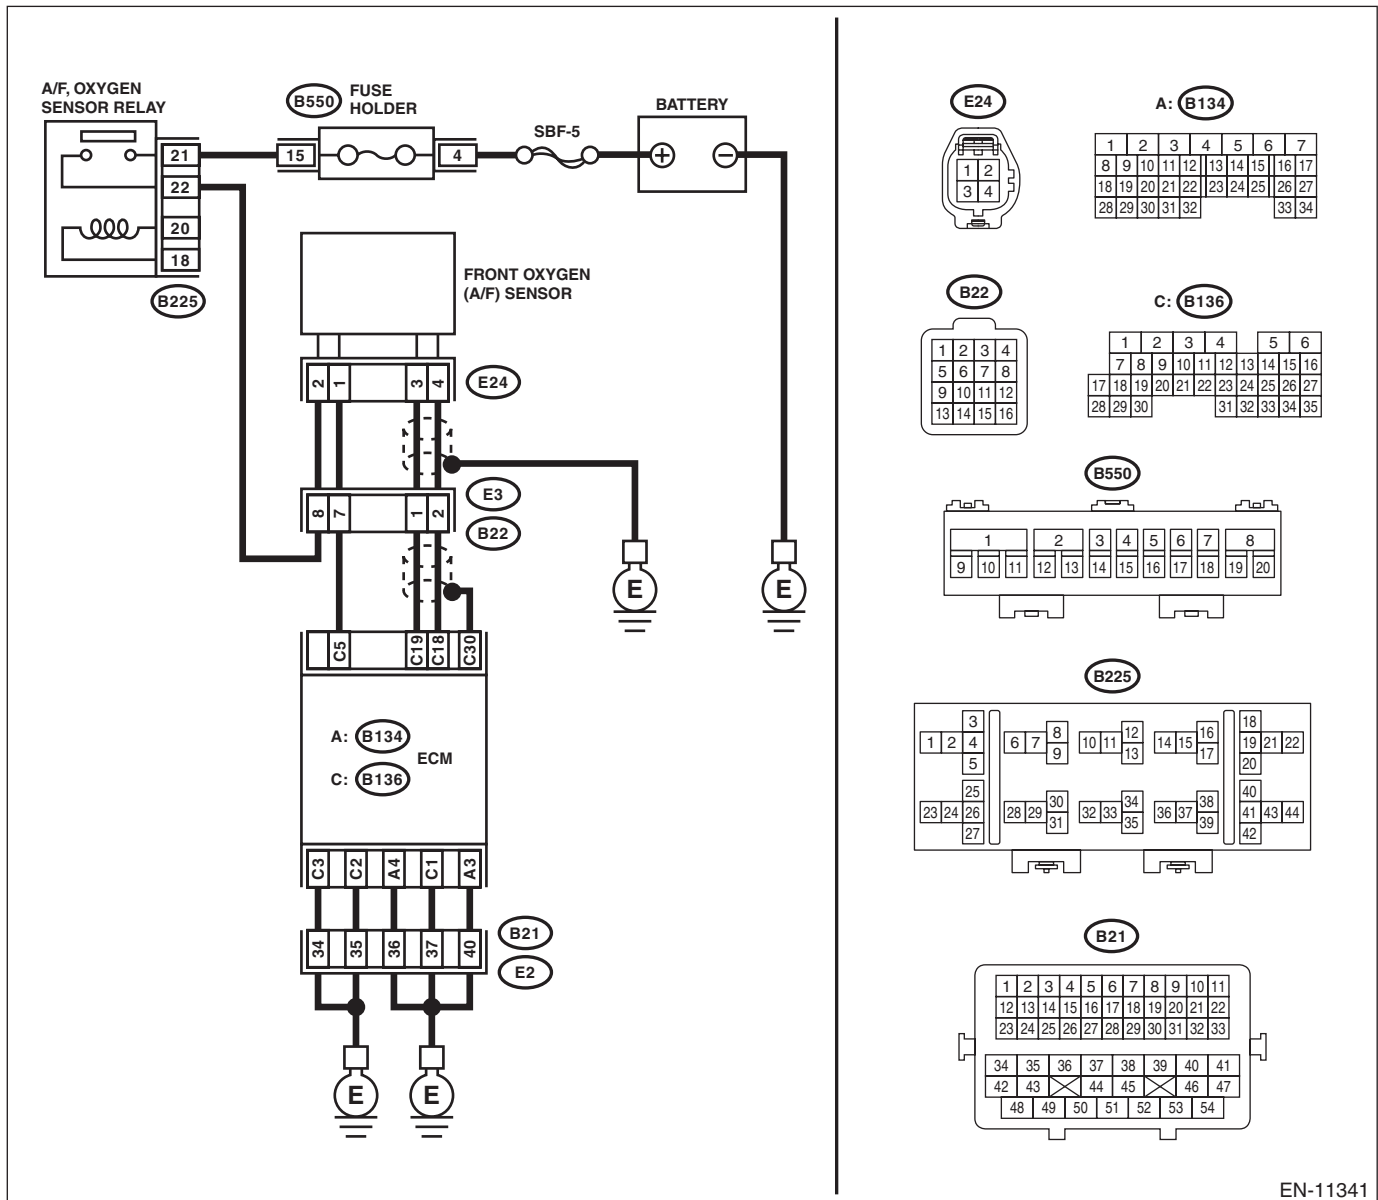 A/F, OXYGEN
SENSOR RELAY
B550
FUSE
HOLDER
SBF-5
BATTERY
21
15
4
+
−
22
20
18
B225
FRONT OXYGEN
(A/F) SENSOR
2 1 3 4
E24
E3
8 7 1 2
B22
E
E
C5 C19 C18 C30
A: B134
ECM
C: B136
C3 C2 A4 C1 A3
34 35 36 37 40
B21
E2
E
E
E24
1 2
3 4
A: B134
1 2 3 4 5 6 7
8 9 10 11 12 13 14 15 16 17
18 19 20 21 22 23 24 25 26 27
28 29 30 31 32 33 34
B22
1 2 3 4
5 6 7 8
9 10 11 12
13 14 15 16
C: B136
1 2 3 4 5 6
7 8 9 10 11 12 13 14 15 16
17 18 19 20 21 22 23 24 25 26 27
28 29 30 31 32 33 34 35
B550
1 2 3 4 5 6 7 8
9 10 11 12 13 14 15 16 17 18 19 20
B225
3 8 12 16 18
1 2 4 6 7 10 11 14 15 19 21 22
5 9 13 17 20
25 30 34 38 40
23 24 26 28 29 32 33 36 37 41 43 44
27 31 35 39 42
B21
1 2 3 4 5 6 7 8 9 10 11
12 13 14 15 16 17 18 19 20 21 22
23 24 25 26 27 28 29 30 31 32 33
34 35 36 37 38 39 40 41
42 43 44 45 46 47
48 49 50 51 52 53 54
EN-11341